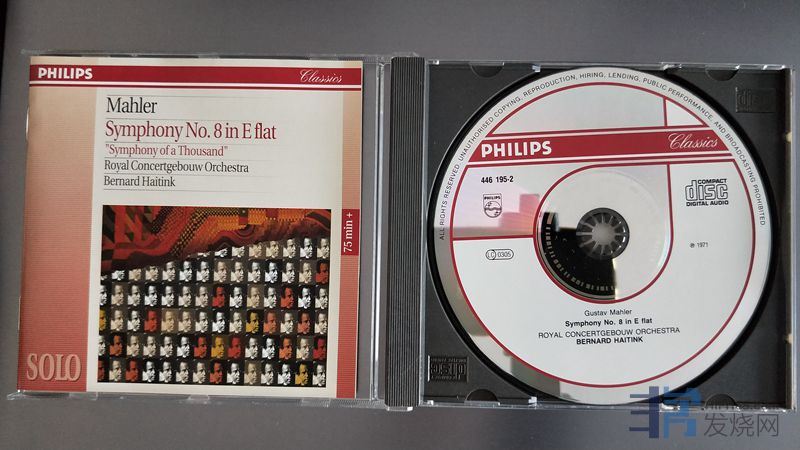 PHILIPS
Classics
Mahler
Symphony No. 8 in E flat
"Symphony of a Thousand"
Royal Concertgebouw Orchestra
Bernard Haitink
75 min +
SOLO
ALL RIGHTS RESERVED. UNAUTHORISED COPYING, REPRODUCTION, HIRING, LENDING, PUBLIC PERFORMANCE AND BROADCASTING PROHIBITED
PHILIPS
Classics
446 195-2
PHILIPS
COMPACT
disc
DIGITAL AUDIO
LC 0305
℗ 1971
Gustav Mahler
Symphony No. 8 in E flat
ROYAL CONCERTGEBOUW ORCHESTRA
BERNARD HAITINK
发烧网